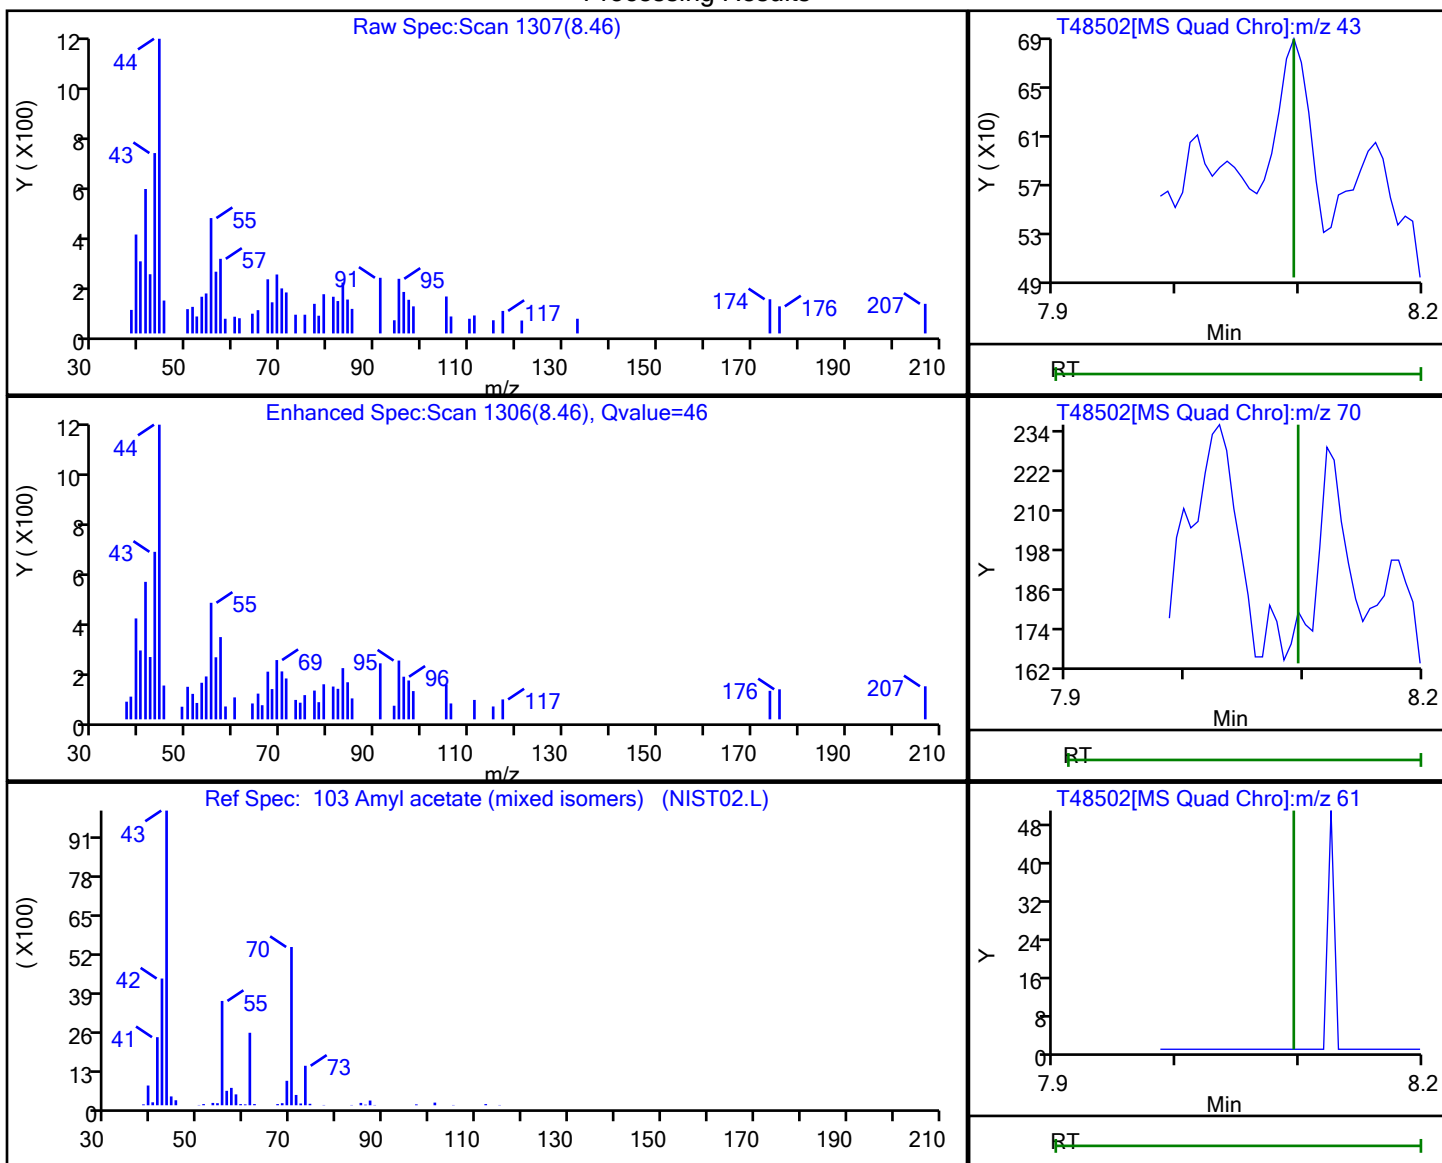 Processing Results
Raw Spec:Scan 1307(8.46)
Y ( X100)
12
10
8
6
4
2
0
44
43
55
57
91
95
117
174
176
207
30 50 70 90 110 130 150 170 190 210
m/z
T48502[MS Quad Chro]:m/z 43
Y ( X10)
69
65
61
57
53
49
7.9 8.2
Min
RT
Enhanced Spec:Scan 1306(8.46), Qvalue=46
Y ( X100)
12
10
8
6
4
2
0
44
43
55
69
95
96
117
176
207
30 50 70 90 110 130 150 170 190 210
m/z
T48502[MS Quad Chro]:m/z 70
Y
234
222
210
198
186
174
162
7.9 8.2
Min
RT
Ref Spec: 103 Amyl acetate (mixed isomers) (NIST02.L)
( X100)
91
78
65
52
39
26
13
0
43
42
41
55
70
73
30 50 70 90 110 130 150 170 190 210
T48502[MS Quad Chro]:m/z 61
Y
48
40
32
24
16
8
0
7.9 8.2
Min
RT